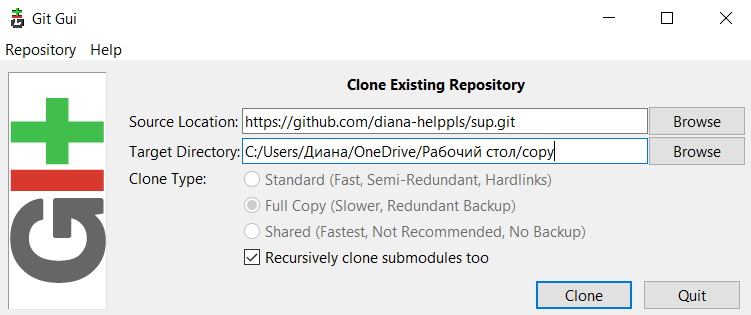 Git Gui
Repository Help
Clone Existing Repository
Source Location: https://github.com/diana-helppls/sup.git Browse
Target Directory: C:/Users/Диана/OneDrive/Рабочий стол/copy Browse
Clone Type: Standard (Fast, Semi-Redundant, Hardlinks)
Full Copy (Slower, Redundant Backup)
Shared (Fastest, Not Recommended, No Backup)
Recursively clone submodules too
Clone Quit